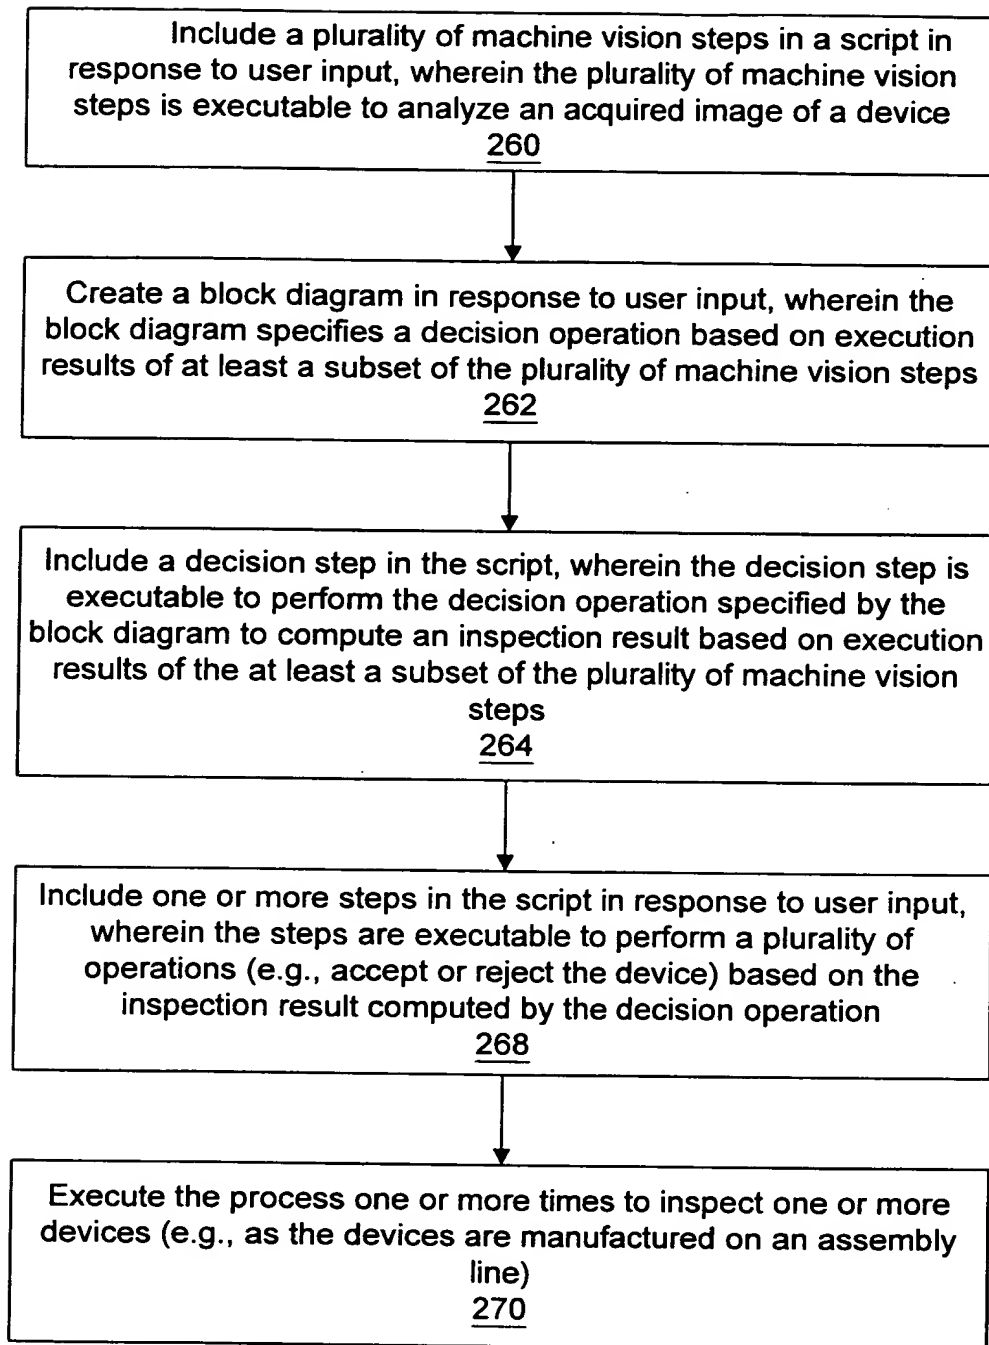 Include a plurality of machine vision steps in a script in
response to user input, wherein the plurality of machine vision
steps is executable to analyze an acquired image of a device
260
Create a block diagram in response to user input, wherein the
block diagram specifies a decision operation based on execution
results of at least a subset of the plurality of machine vision steps
262
Include a decision step in the script, wherein the decision step is
executable to perform the decision operation specified by the
block diagram to compute an inspection result based on execution
results of the at least a subset of the plurality of machine vision
steps
264
Include one or more steps in the script in response to user input,
wherein the steps are executable to perform a plurality of
operations (e.g., accept or reject the device) based on the
inspection result computed by the decision operation
268
Execute the process one or more times to inspect one or more
devices (e.g., as the devices are manufactured on an assembly
line)
270